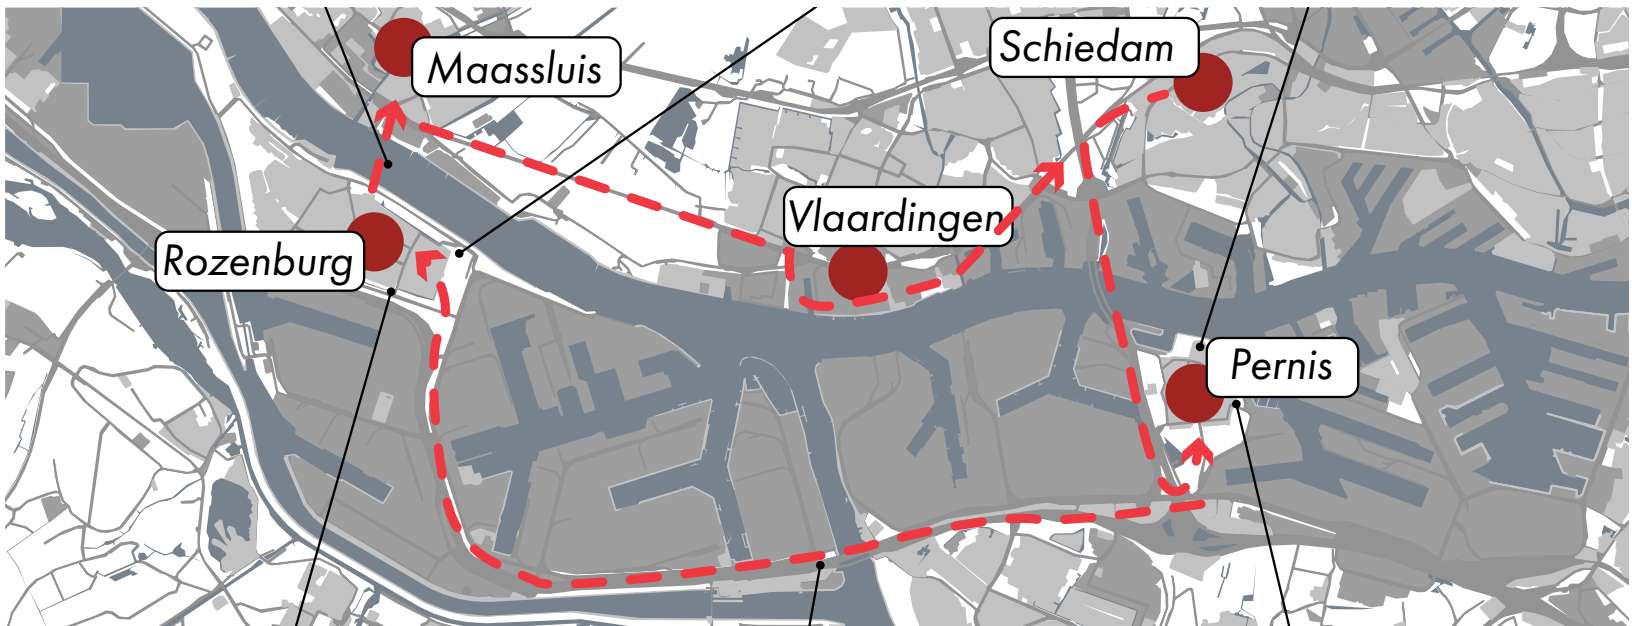 Maassluis
Schiedam
Vlaardingen
Rozenburg
Pernis